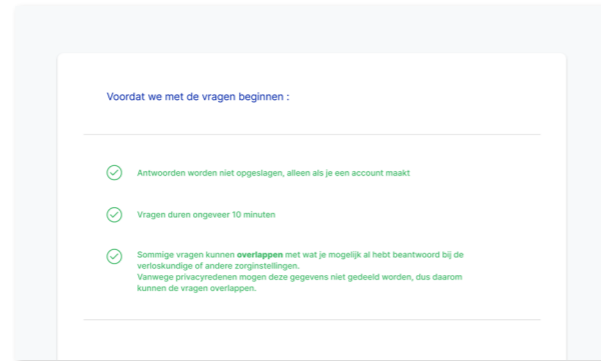 Voordat we met de vragen beginnen :
Antwoorden worden niet opgeslagen, alleen als je een account maakt
Vragen duren ongeveer 10 minuten
Sommige vragen kunnen overlappen met wat je mogelijk al hebt beantwoord bij de
verloskundige of andere zorginstellingen.
Vanwege privacyredenen mogen deze gegevens niet gedeeld worden, dus daarom
kunnen de vragen overlappen.